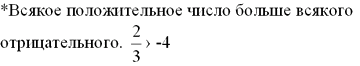 *Всякое положительное число больше всякого
отрицательного. 2/3 › -4